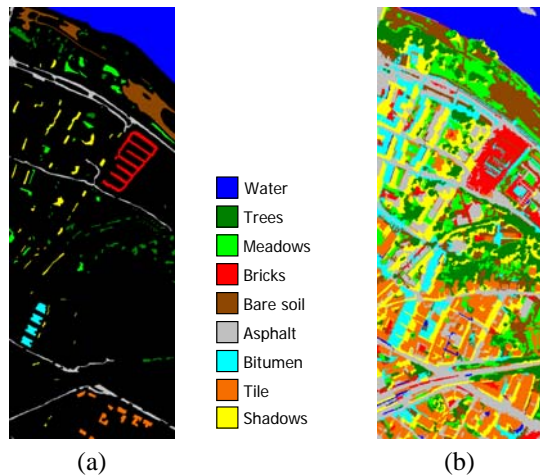 Water
Trees
Meadows
Bricks
Bare soil
Asphalt
Bitumen
Tile
Shadows
(a)
(b)